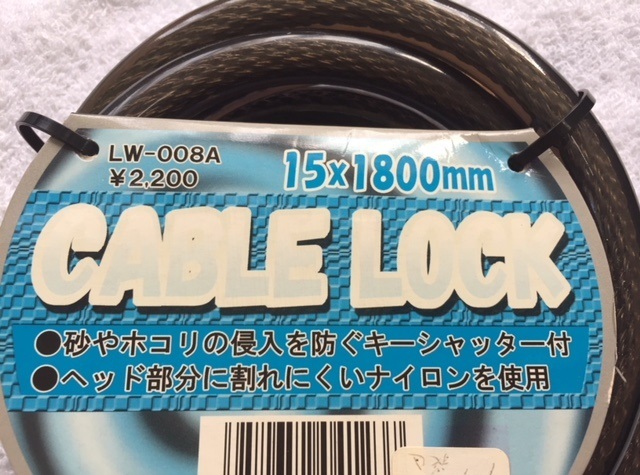 LW-008A
¥2,200
15x1800mm
CABLE LOCK
●砂やホコリの侵入を防ぐキーシャッター付
●ヘッド部分に割れにくいナイロンを使用